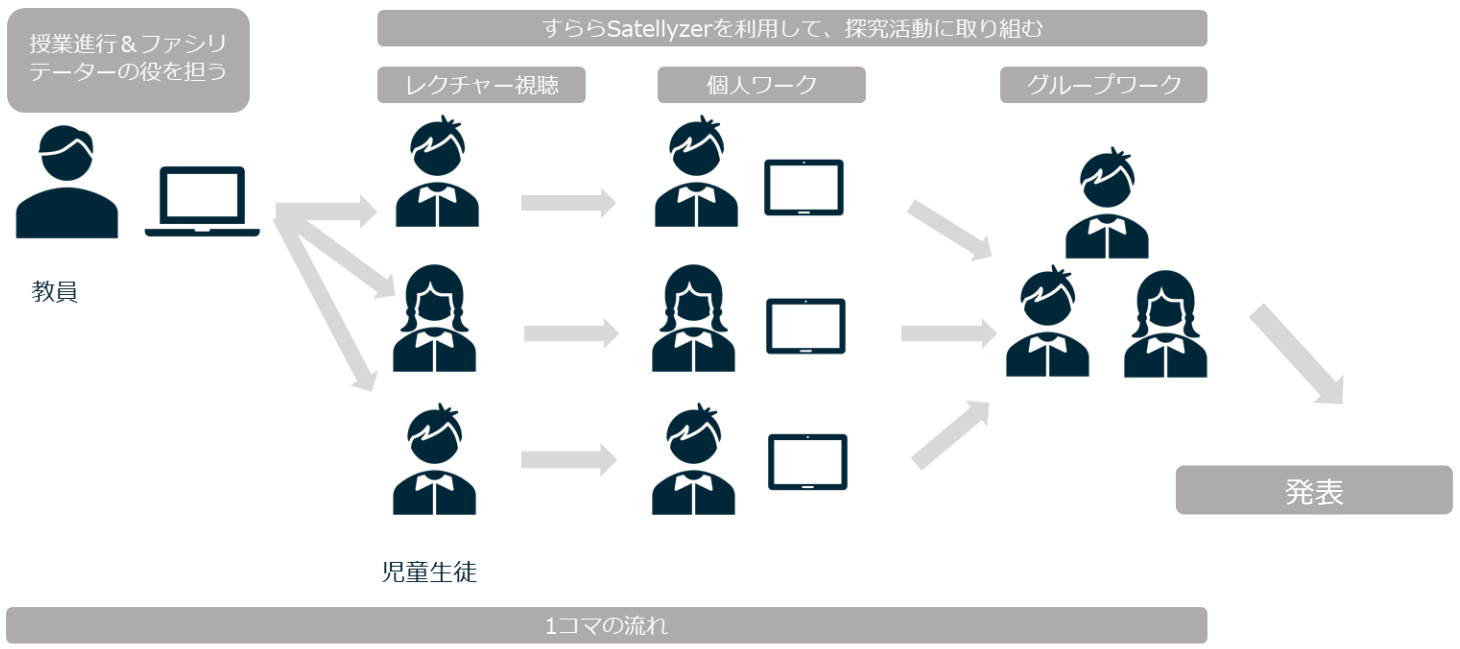 授業進行＆ファシリ
テーターの役を担う
すららSatellyzerを利用して、探究活動に取り組む
レクチャー視聴
個人ワーク
グループワーク
教員
発表
児童生徒
1コマの流れ